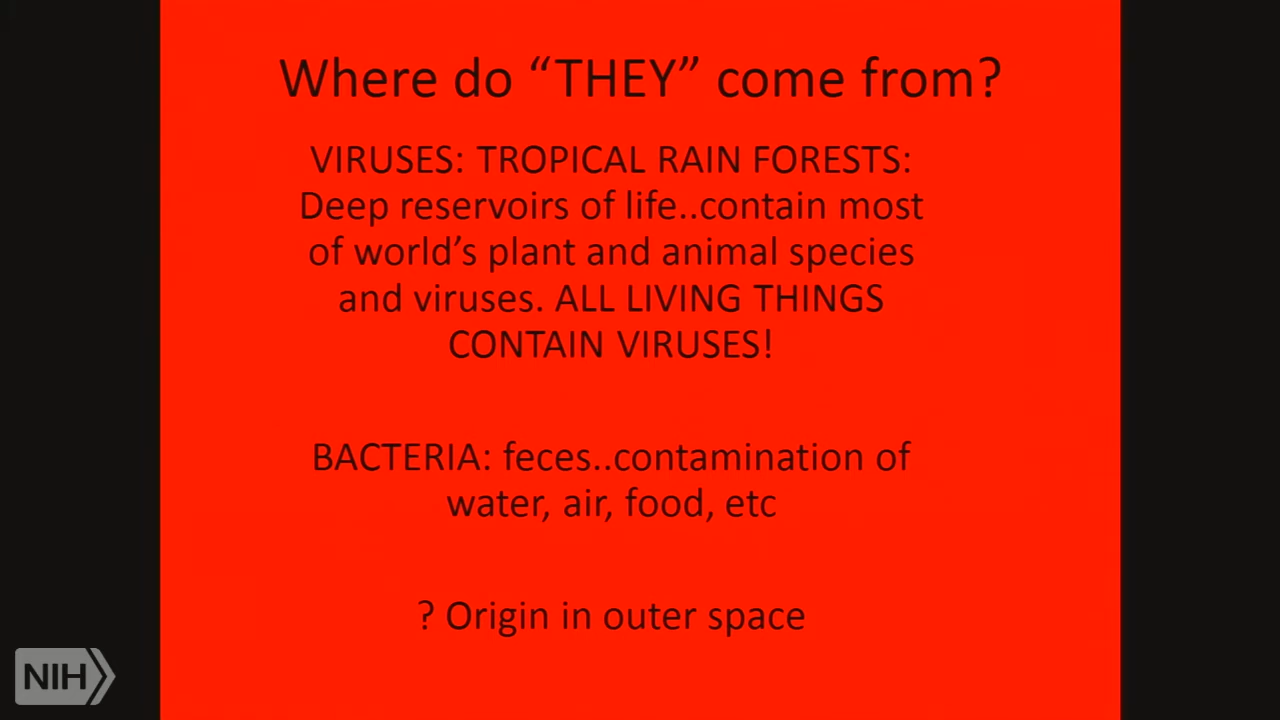 Where do “THEY” come from?
VIRUSES: TROPICAL RAIN FORESTS:
Deep reservoirs of life..contain most
of world’s plant and animal species
and viruses. ALL LIVING THINGS
CONTAIN VIRUSES!
BACTERIA: feces..contamination of
water, air, food, etc
? Origin in outer space
NIH